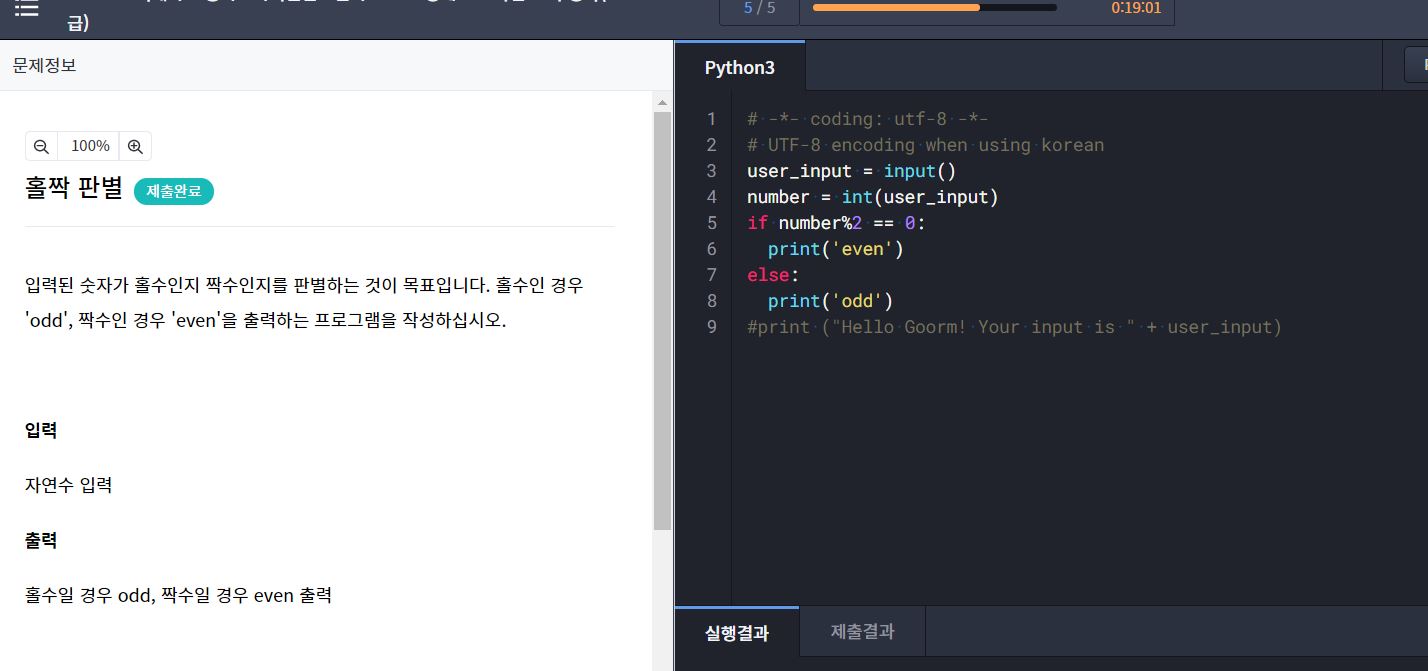 급)
5 / 5
0:19:01
문제정보
Python3
100%
홀짝 판별 제출완료
입력된 숫자가 홀수인지 짝수인지를 판별하는 것이 목표입니다. 홀수인 경우
'odd', 짝수인 경우 'even'을 출력하는 프로그램을 작성하십시오.
입력
자연수 입력
출력
홀수일 경우 odd, 짝수일 경우 even 출력
1 # -*- coding: utf-8 -*-
2 # UTF-8 encoding when using korean
3 user_input = input()
4 number = int(user_input)
5 if number%2 == 0:
6 print('even')
7 else:
8 print('odd')
9 #print ("Hello Goorm! Your input is " + user_input)
실행결과
제출결과